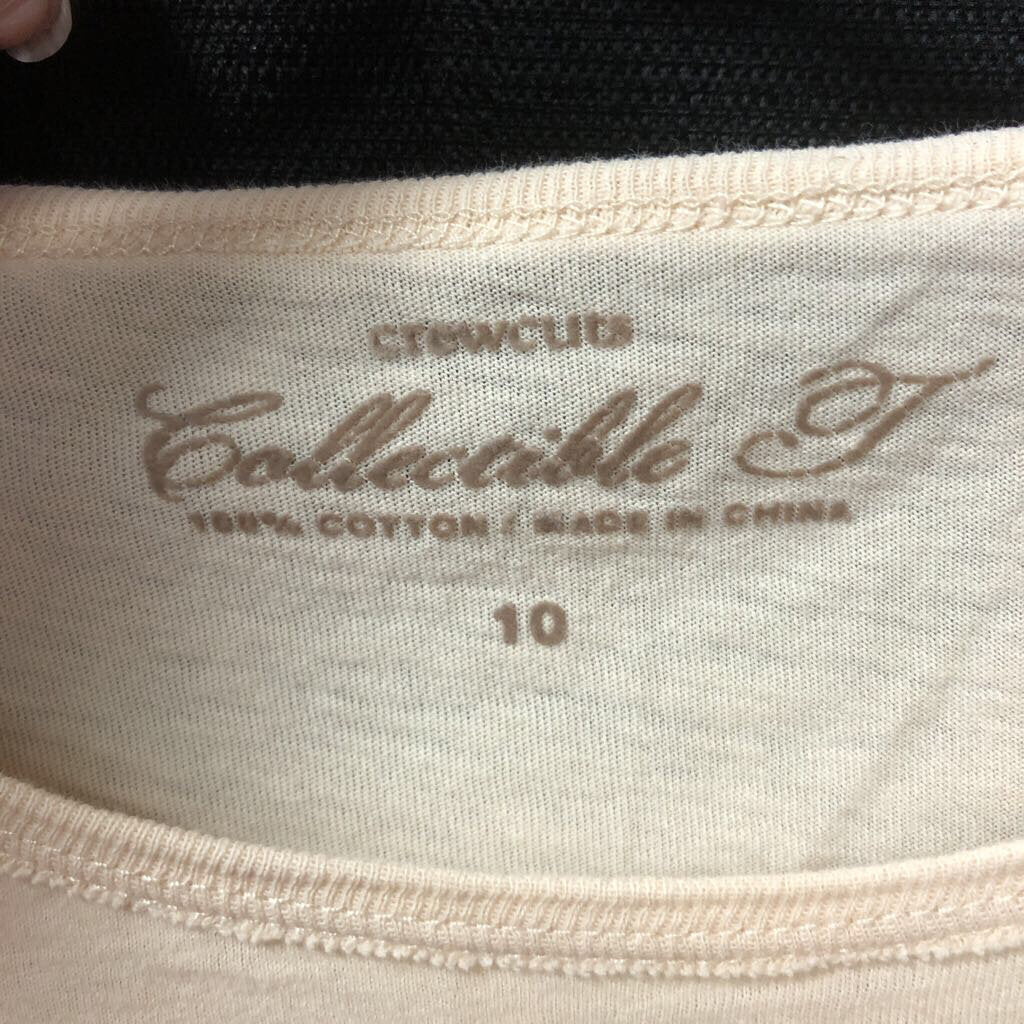 crewcuts
Collectible T
100% COTTON / MADE IN CHINA
10